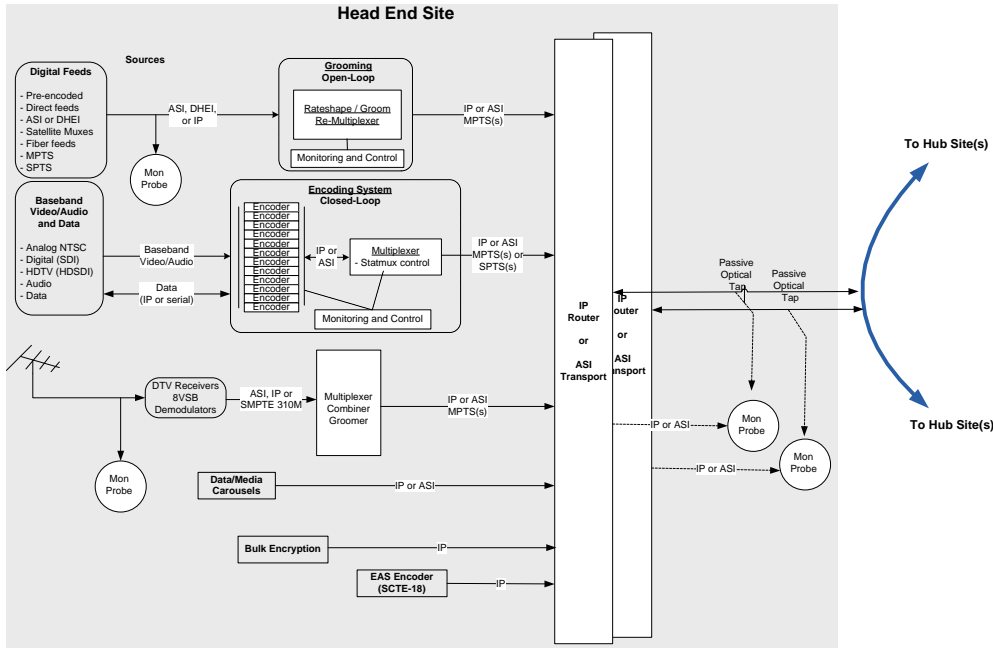 Head End Site
Sources
Digital Feeds
- Pre-encoded
- Direct feeds
- ASI or DHEI
- Satellite Muxes
- Fiber feeds
- MPTS
- SPTS
ASI, DHEI,
or IP
Mon
Probe
Grooming
Open-Loop
Rateshape / Groom
Re-Multiplexer
Monitoring and Control
IP or ASI
MPTS(s)
Baseband
Video/Audio
and Data
- Analog NTSC
- Digital (SDI)
- HDTV (HDSDI)
- Audio
- Data
Baseband
Video/Audio
Data
(IP or serial)
Encoding System
Closed-Loop
Encoder
Encoder
Encoder
Encoder
Encoder
Encoder
Encoder
Encoder
Encoder
Encoder
Encoder
Encoder
IP or
ASI
Multiplexer
- Statmux control
Monitoring and Control
IP or ASI
MPTS(s) or
SPTS(s)
DTV Receivers
8VSB
Demodulators
Mon
Probe
ASI, IP or
SMPTE 310M
Multiplexer
Combiner
Groomer
IP or ASI
MPTS(s)
Data/Media
Carousels
IP or ASI
Bulk Encryption
IP
EAS Encoder
(SCTE-18)
IP
IP
Router
or
ASI
Transport
IP
outer
or
ASI
nsport
Passive
Optical
Tap
Passive
Optical
Tap
IP or ASI
Mon
Probe
IP or ASI
Mon
Probe
To Hub Site(s)
To Hub Site(s)